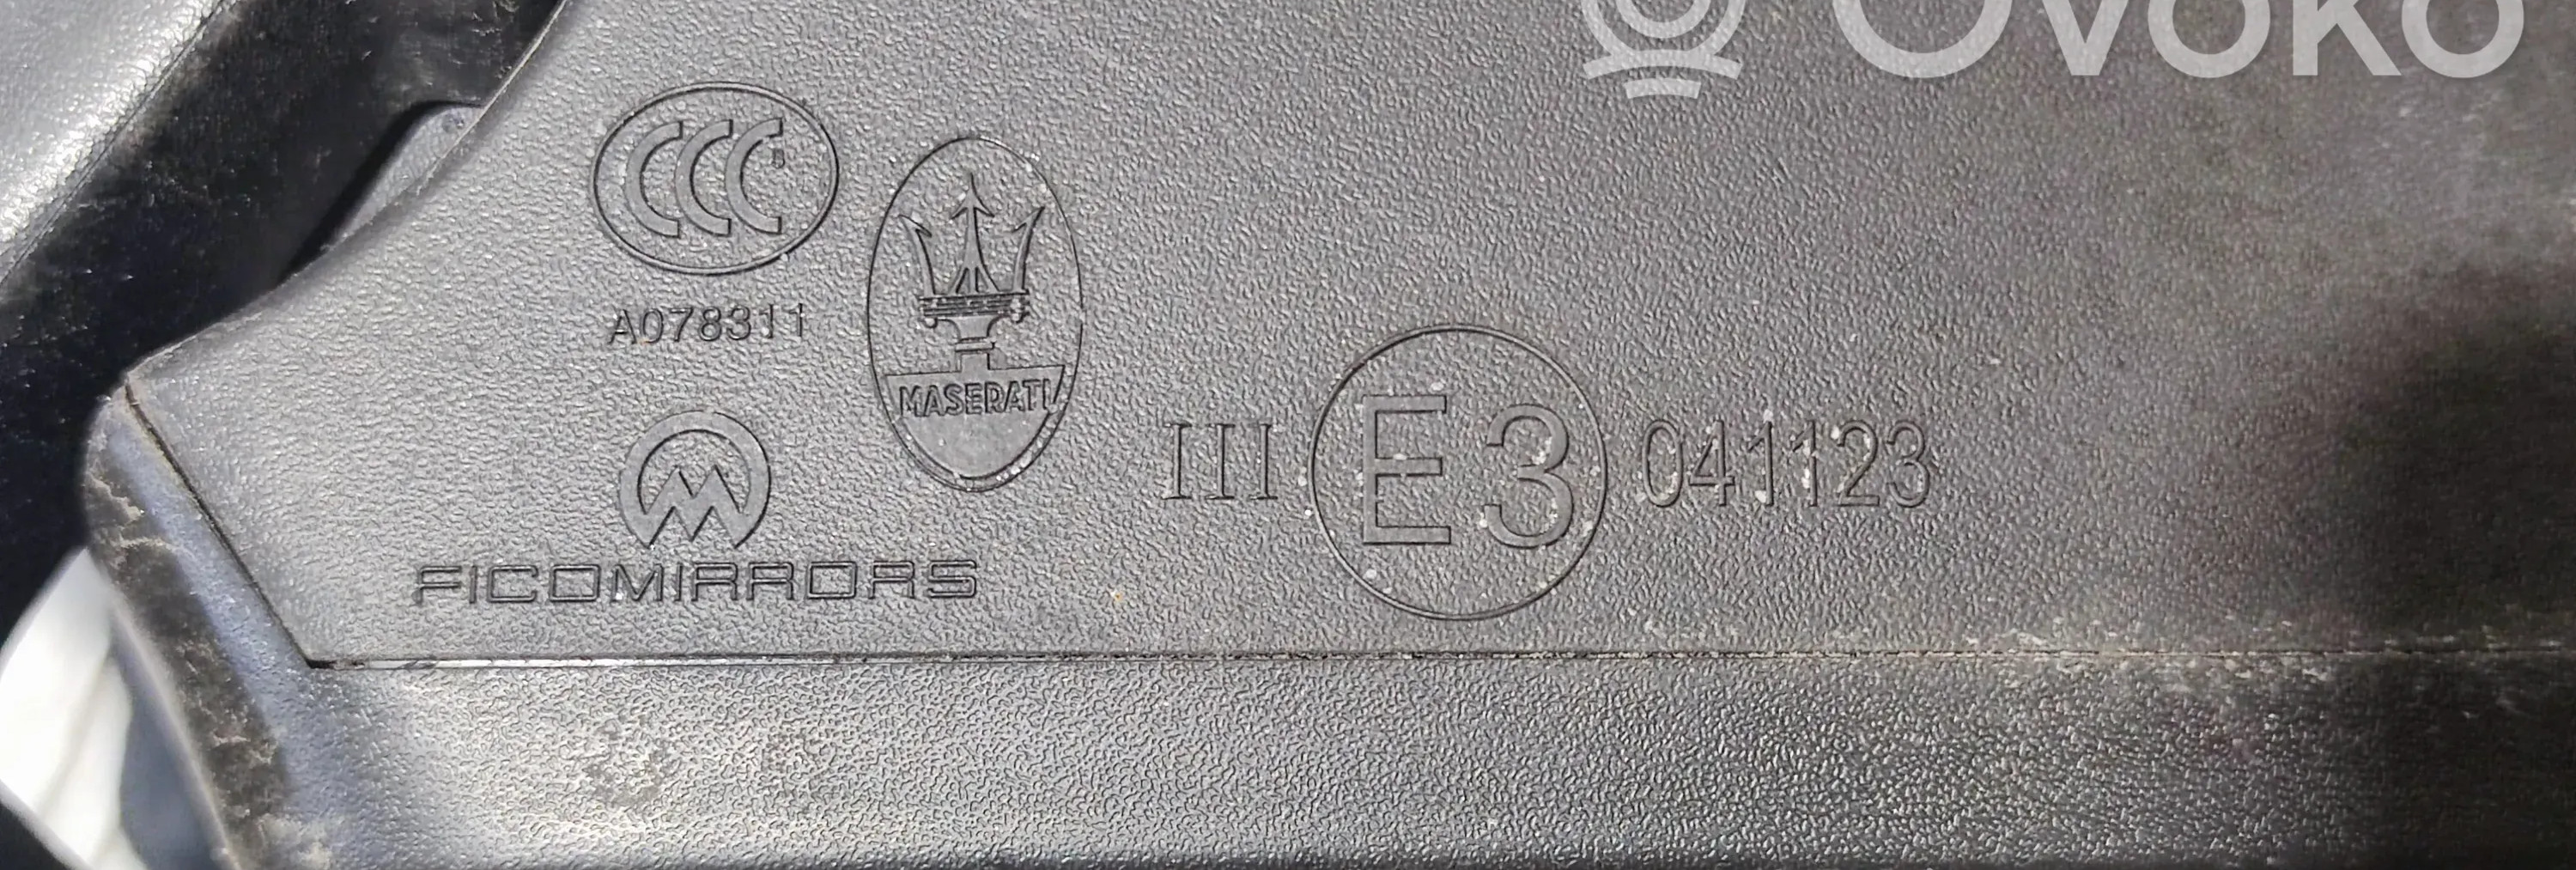 Ovoko
CCC S
A078311
MASERATI
FICOMIRRORS
III E3 041123